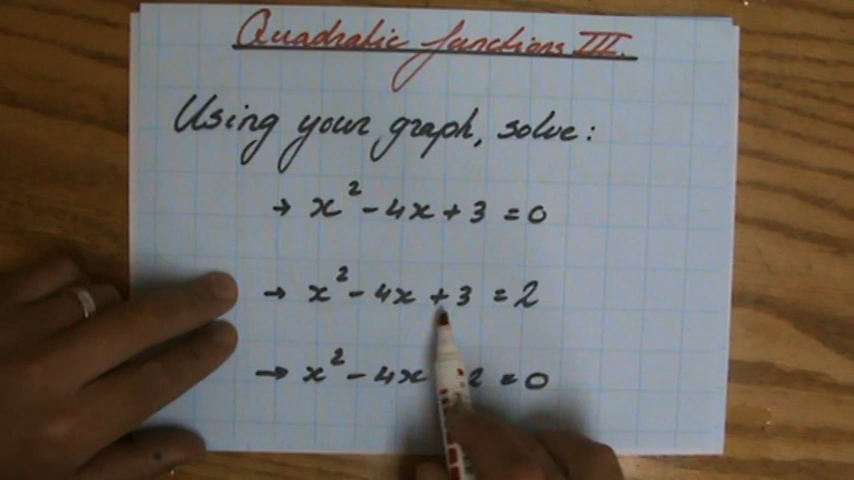 Quadratic functions III.
Using your graph, solve:
→ x² - 4x + 3 = 0
→ x² - 4x + 3 = 2
→ x² - 4x 2 = 0